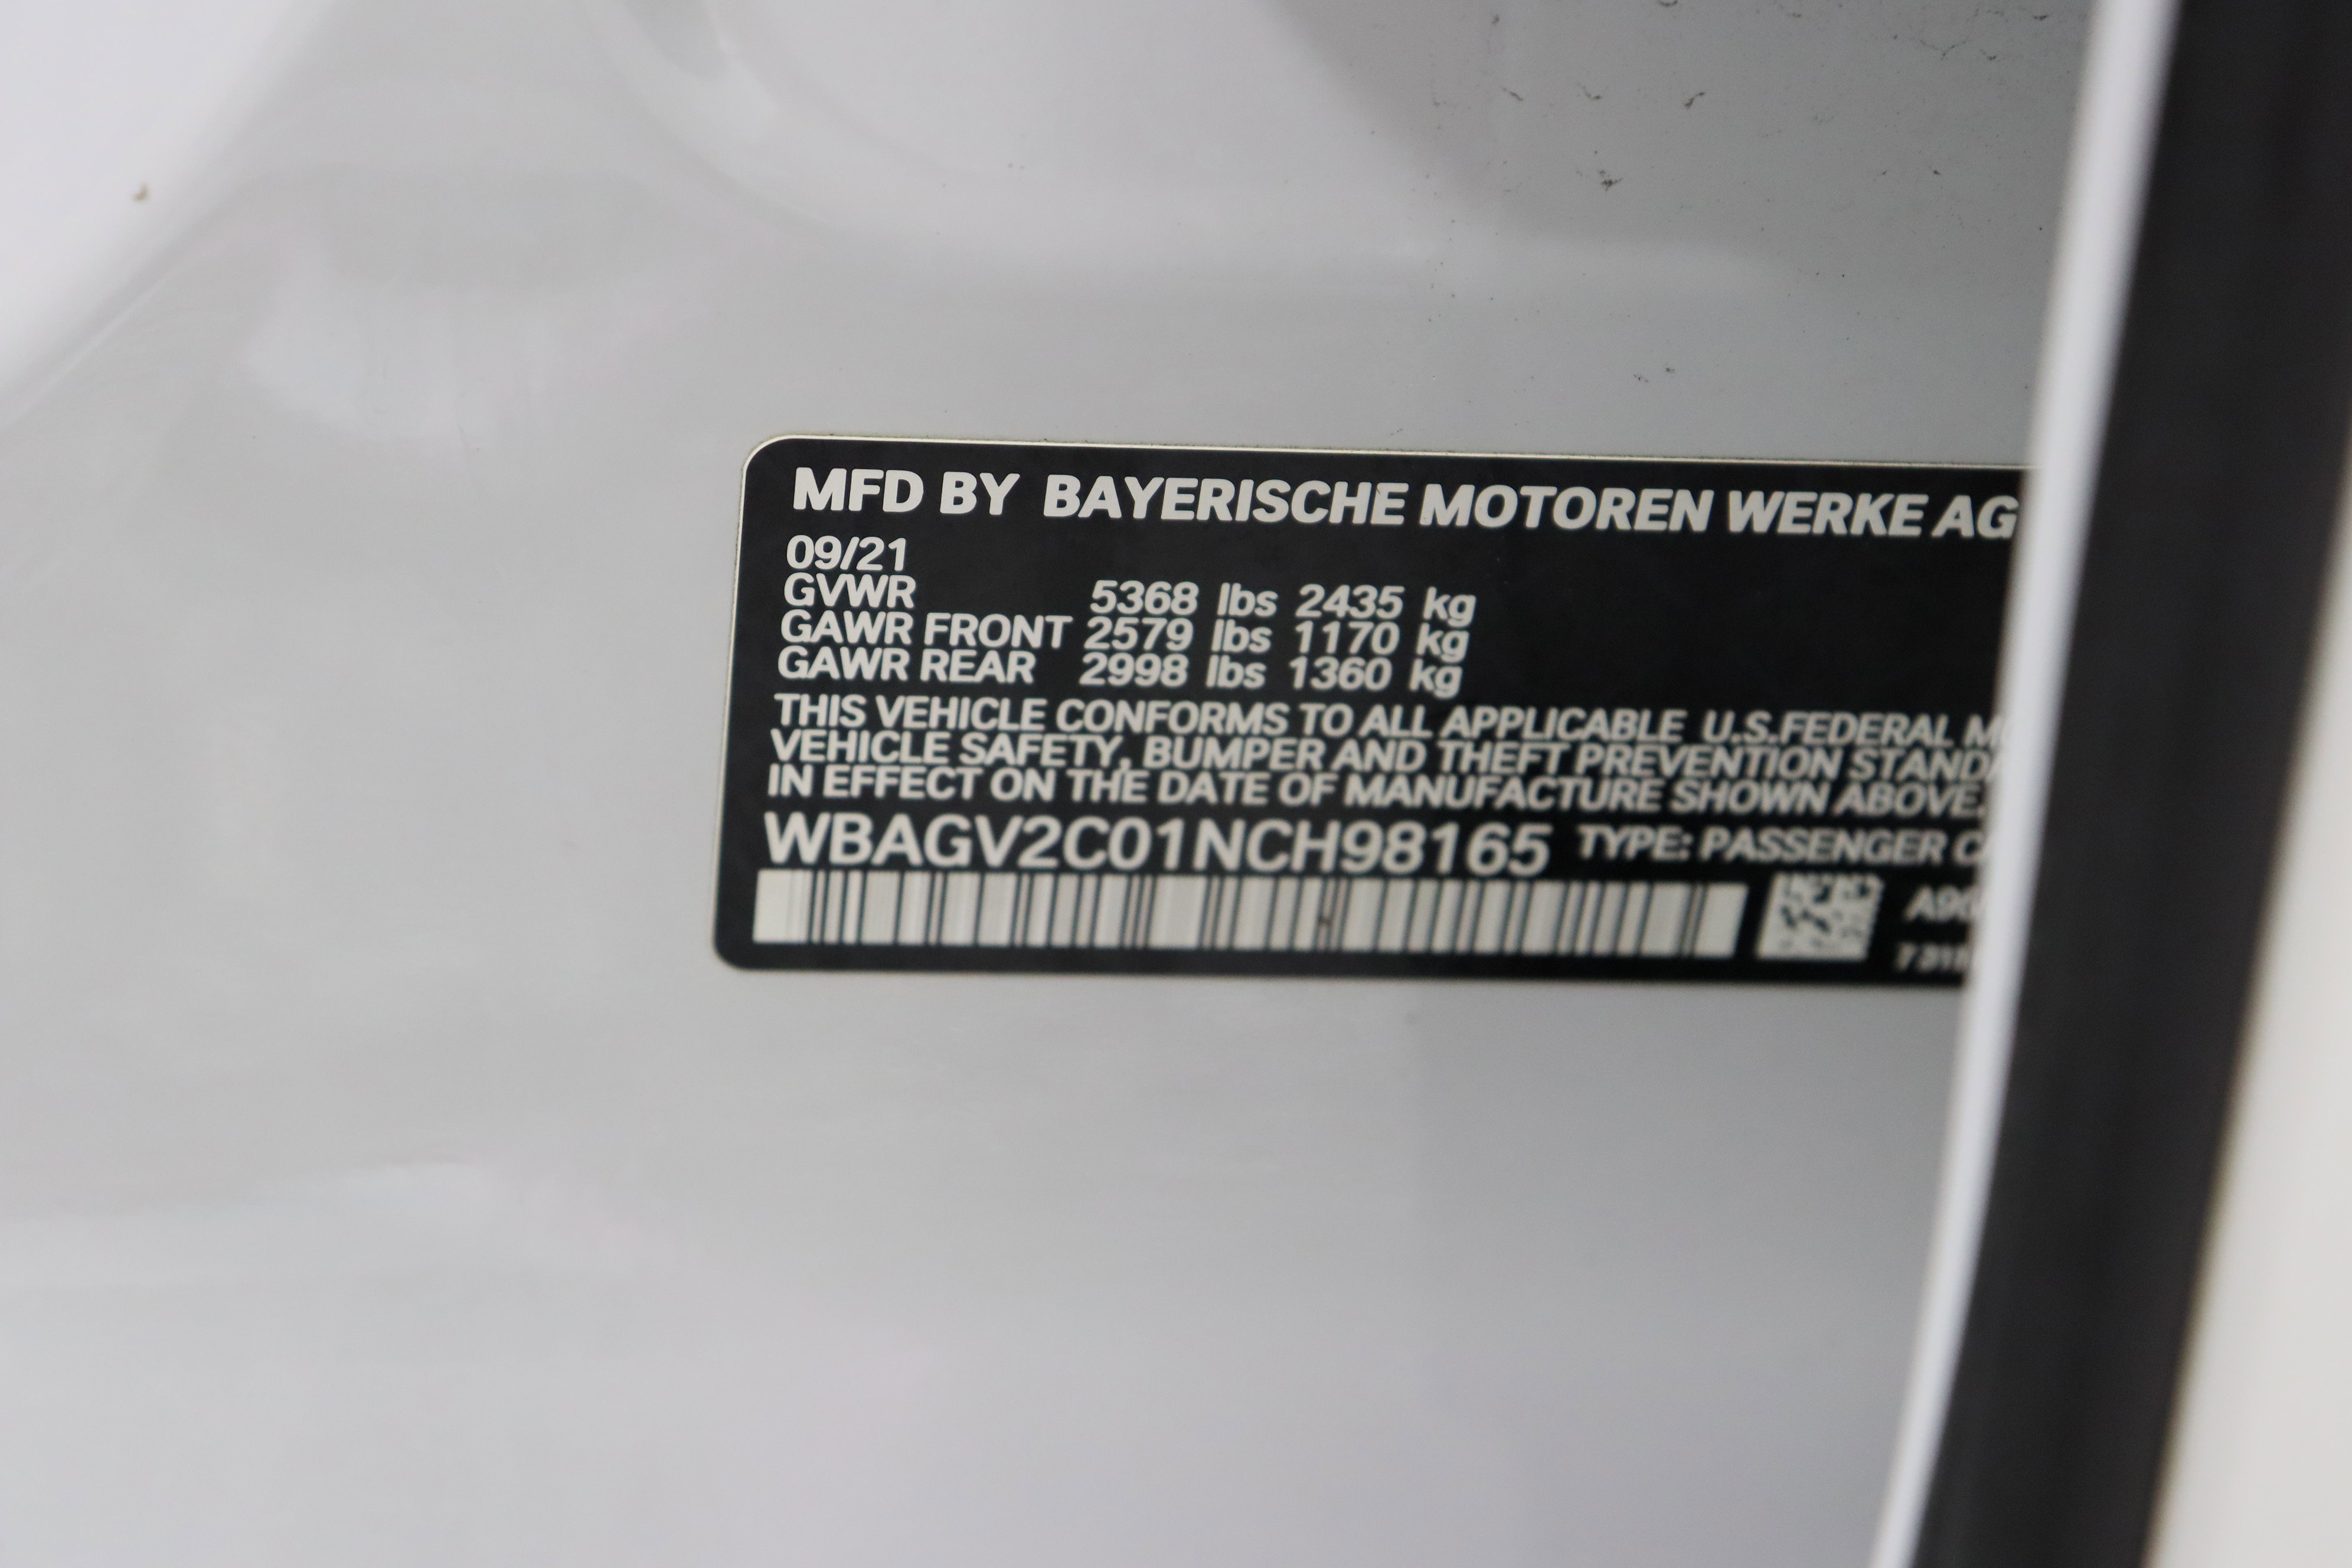 MFD BY BAYERISCHE MOTOREN WERKE AG
09/21
GVWR 5368 lbs 2435 kg
GAWR FRONT 2579 lbs 1170 kg
GAWR REAR 2998 lbs 1360 kg
THIS VEHICLE CONFORMS TO ALL APPLICABLE U.S.FEDERAL
VEHICLE SAFETY, BUMPER AND THEFT PREVENTION
IN EFFECT ON THE DATE OF MANUFACTURE SHOWN ABOVE.
WBAGV2C01NCH98165 TYPE: PASSENGER